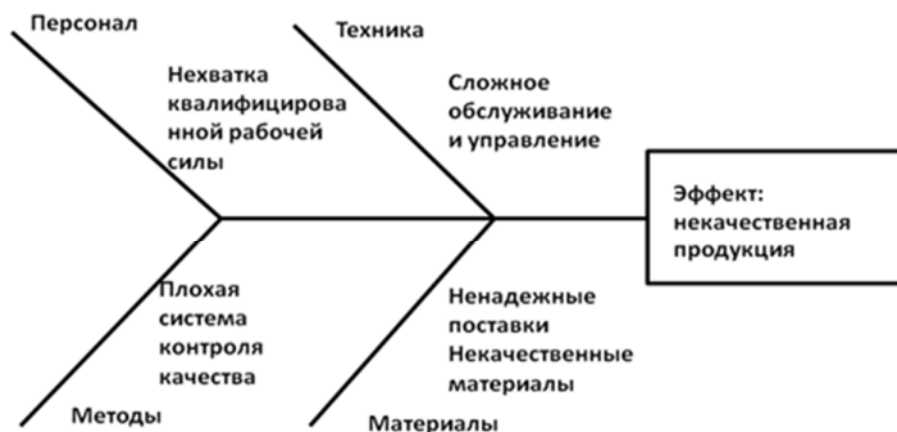 Персонал
Техника
Нехватка
квалифицирова
нной рабочей
силы
Сложное
обслуживание
и управление
Эффект:
некачественная
продукция
Плохая
система
контроля
качества
Ненадежные
поставки
Некачественные
материалы
Методы
Материалы